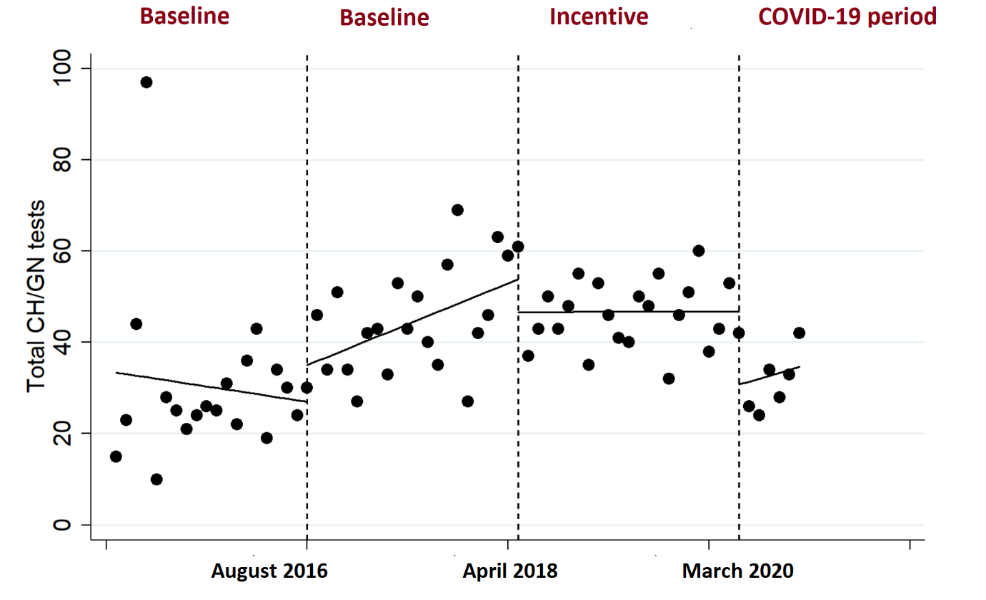 Baseline
Baseline
Incentive
COVID-19 period
Total CH/GN tests
100
80
60
40
20
0
August 2016
April 2018
March 2020